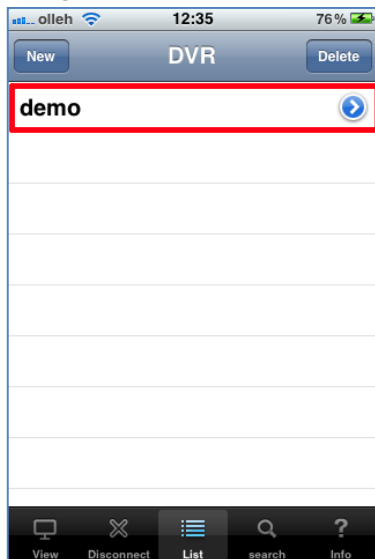 olleh 12:35 76%
New DVR Delete
demo
View Disconnect List search Info